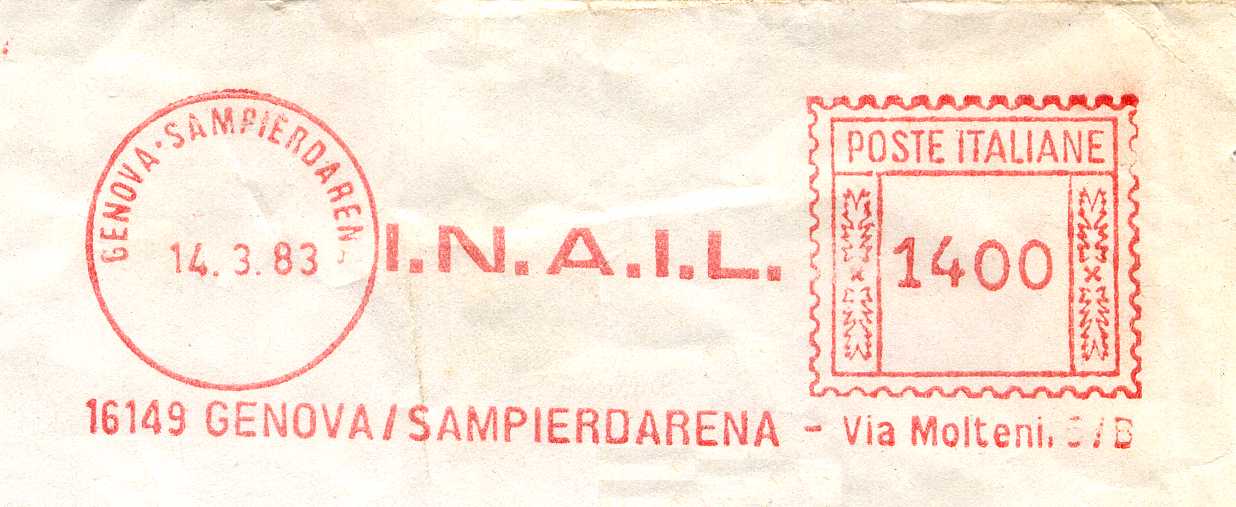 GENOVA·SAMPIERDARENA
14. 3. 83
I.N.A.I.L.
POSTE ITALIANE
1400
16149 GENOVA/SAMPIERDARENA - Via Molteni,